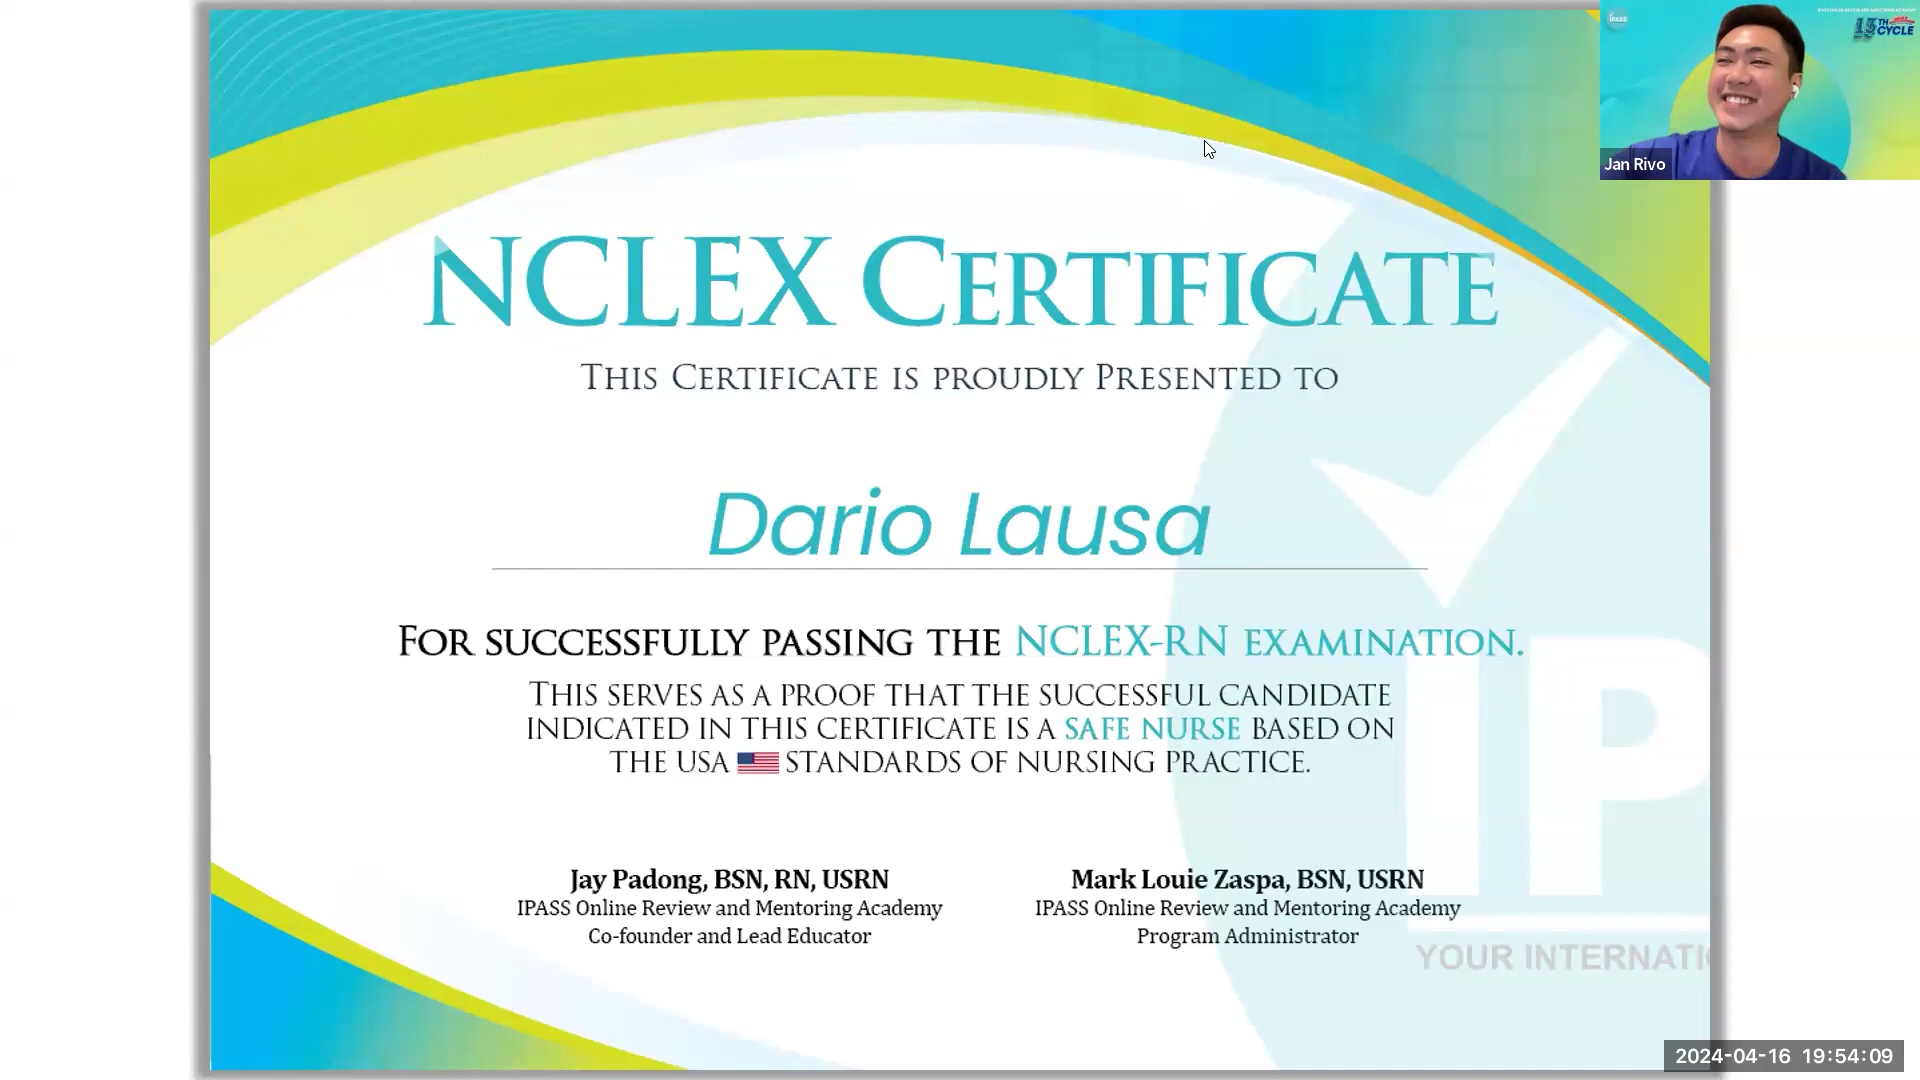 IPASS
15TH
CYCLE
Jan Rivo
NCLEX CERTIFICATE
THIS CERTIFICATE IS PROUDLY PRESENTED TO
Dario Lausa
FOR SUCCESSFULLY PASSING THE NCLEX-RN EXAMINATION.
THIS SERVES AS A PROOF THAT THE SUCCESSFUL CANDIDATE
INDICATED IN THIS CERTIFICATE IS A SAFE NURSE BASED ON
THE USA STANDARDS OF NURSING PRACTICE.
Jay Padong, BSN, RN, USRN
IPASS Online Review and Mentoring Academy
Co-founder and Lead Educator
Mark Louie Zaspa, BSN, USRN
IPASS Online Review and Mentoring Academy
Program Administrator
IP
YOUR INTERNATI
2024-04-16 19:54:09